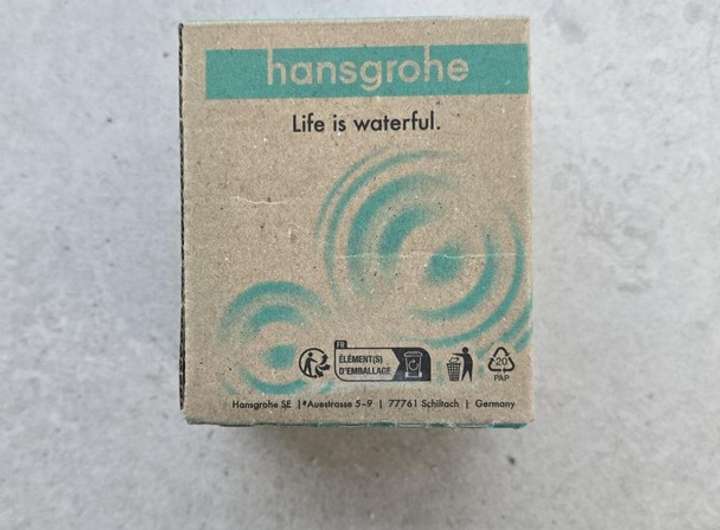 hansgrohe
Life is waterful.
FR
ÉLÉMENT(S)
D'EMBALLAGE
20
PAP
Hansgrohe SE | Auestrasse 5–9 | 77761 Schiltach | Germany